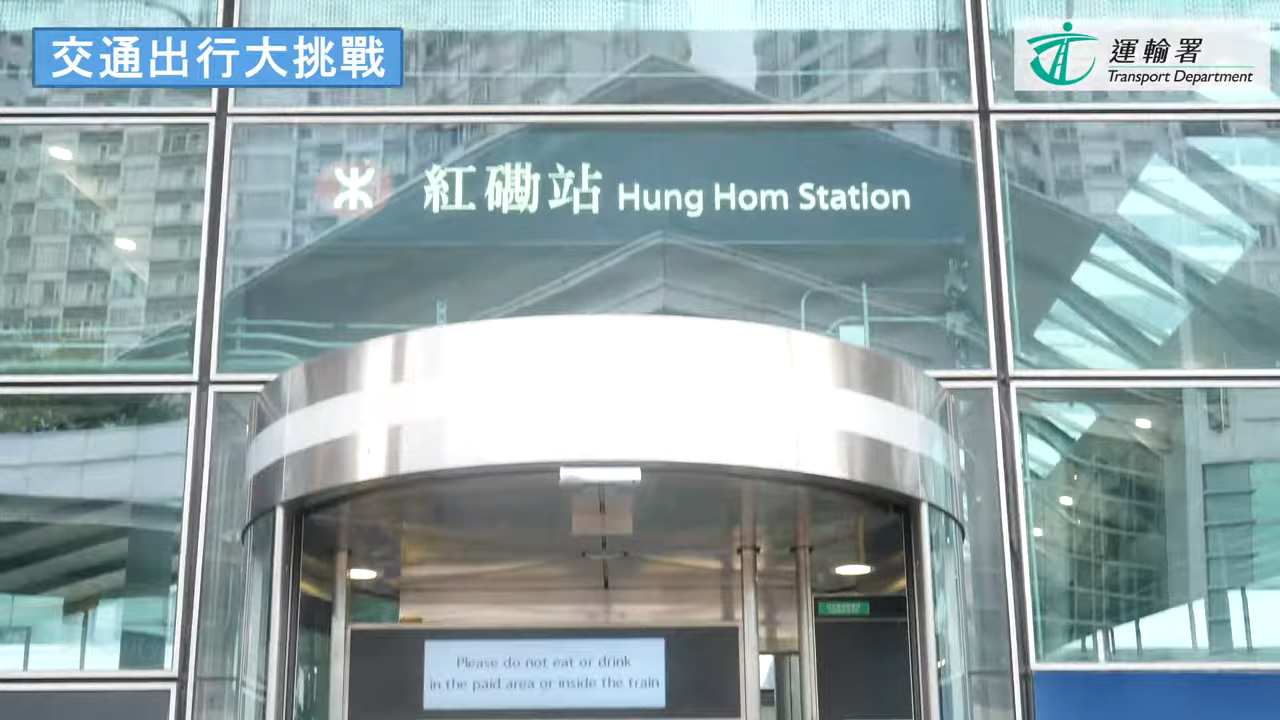 交通出行大挑戰
運輸署
Transport Department
紅磡站 Hung Hom Station
Please do not eat or drink
in the paid area or inside the train